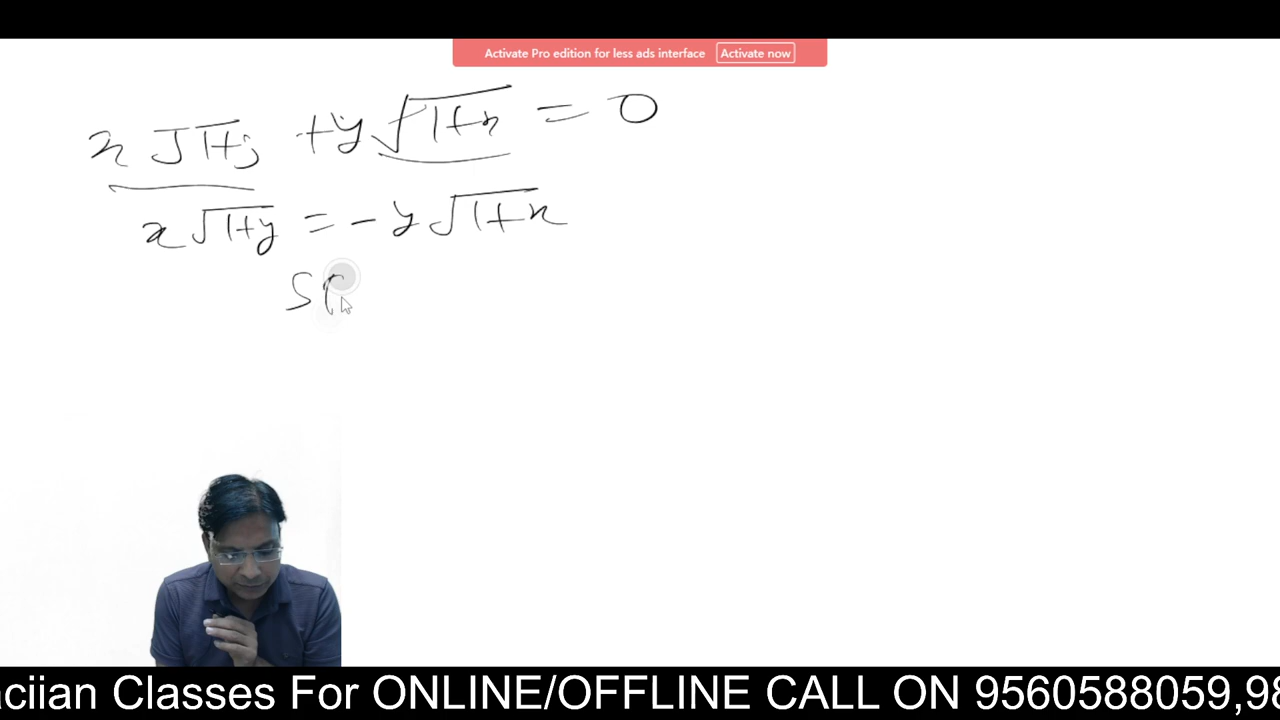 Activate Pro edition for less ads interface Activate now
x √1+y + y √1+x = 0
x √1+y = - y √1+x
aciian Classes For ONLINE/OFFLINE CALL ON 9560588059,98